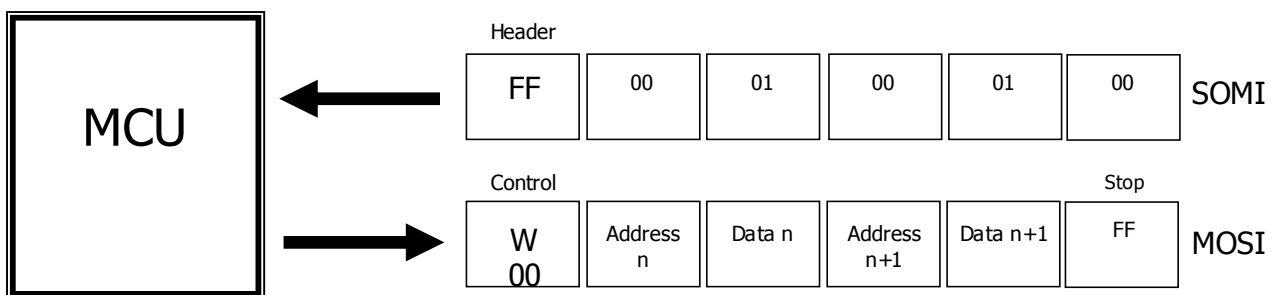 MCU
Header
FF 00 01 00 01 00 SOMI
Control Stop
W Address Data n Address Data n+1 FF MOSI
00 n n+1